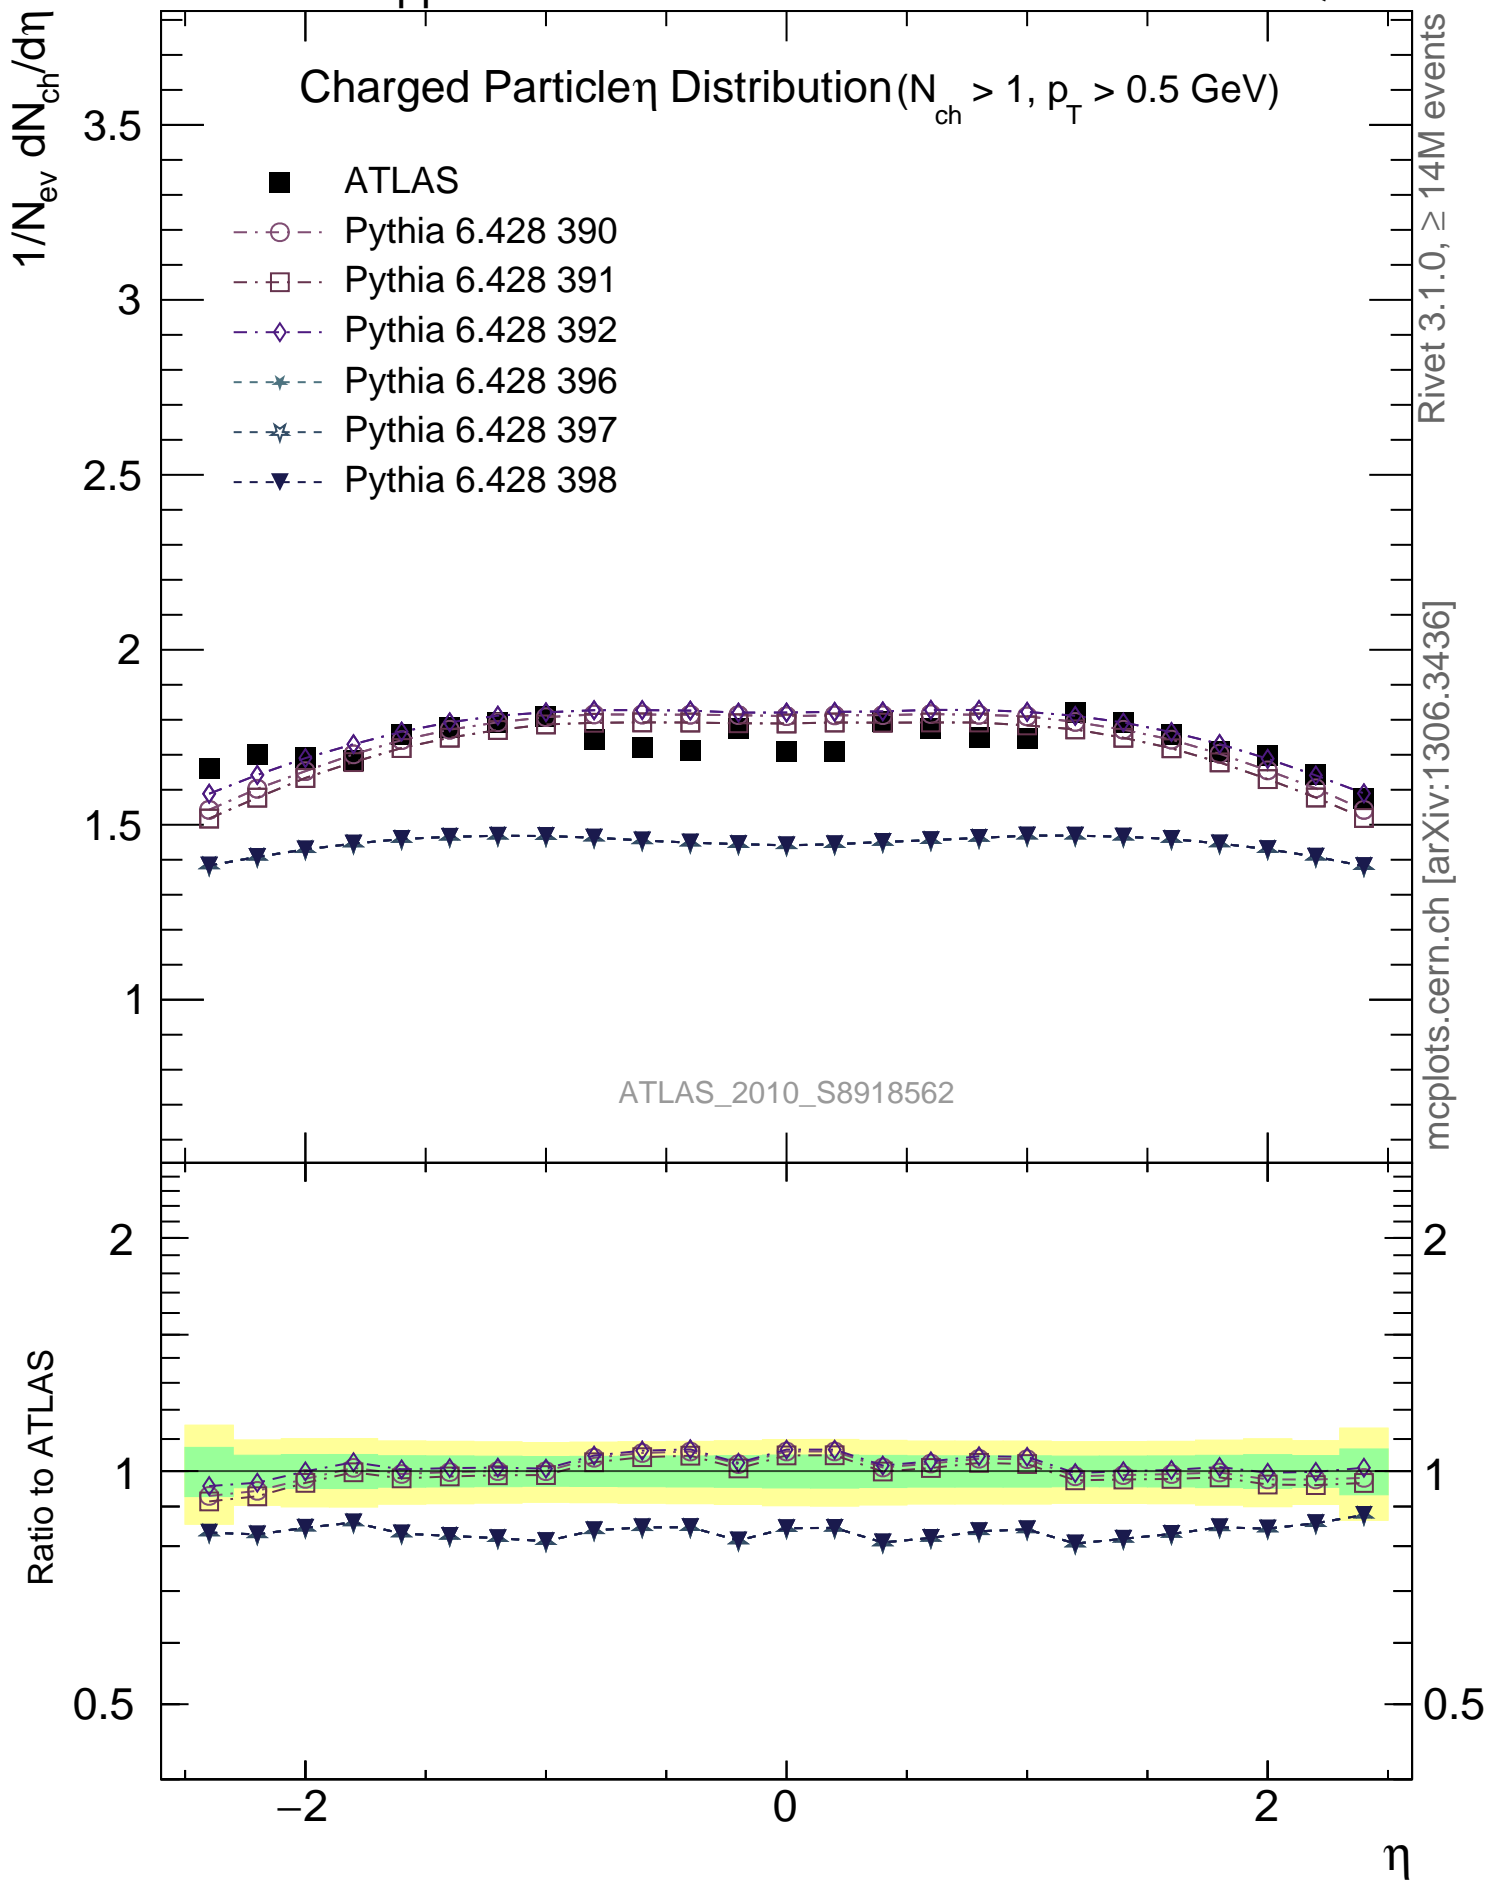 pp
1/N_ev dN_ch/dη
Charged Particleη Distribution (N_ch > 1, p_T > 0.5 GeV)
ATLAS
Pythia 6.428 390
Pythia 6.428 391
Pythia 6.428 392
Pythia 6.428 396
Pythia 6.428 397
Pythia 6.428 398
3.5
3
2.5
2
1.5
1
ATLAS_2010_S8918562
Rivet 3.1.0, ≥ 14M events
mcplots.cern.ch [arXiv:1306.3436]
Ratio to ATLAS
2
1
0.5
2
1
0.5
−2
0
2
η